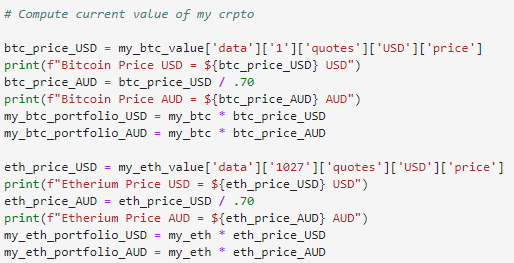 # Compute current value of my crpto
btc_price_USD = my_btc_value['data']['1']['quotes']['USD']['price']
print(f"Bitcoin Price USD = ${btc_price_USD} USD")
btc_price_AUD = btc_price_USD / .70
print(f"Bitcoin Price AUD = ${btc_price_AUD} AUD")
my_btc_portfolio_USD = my_btc * btc_price_USD
my_btc_portfolio_AUD = my_btc * btc_price_AUD
eth_price_USD = my_eth_value['data']['1027']['quotes']['USD']['price']
print(f"Etherium Price USD = ${eth_price_USD} USD")
eth_price_AUD = eth_price_USD / .70
print(f"Etherium Price AUD = ${eth_price_AUD} AUD")
my_eth_portfolio_USD = my_eth * eth_price_USD
my_eth_portfolio_AUD = my_eth * eth_price_AUD